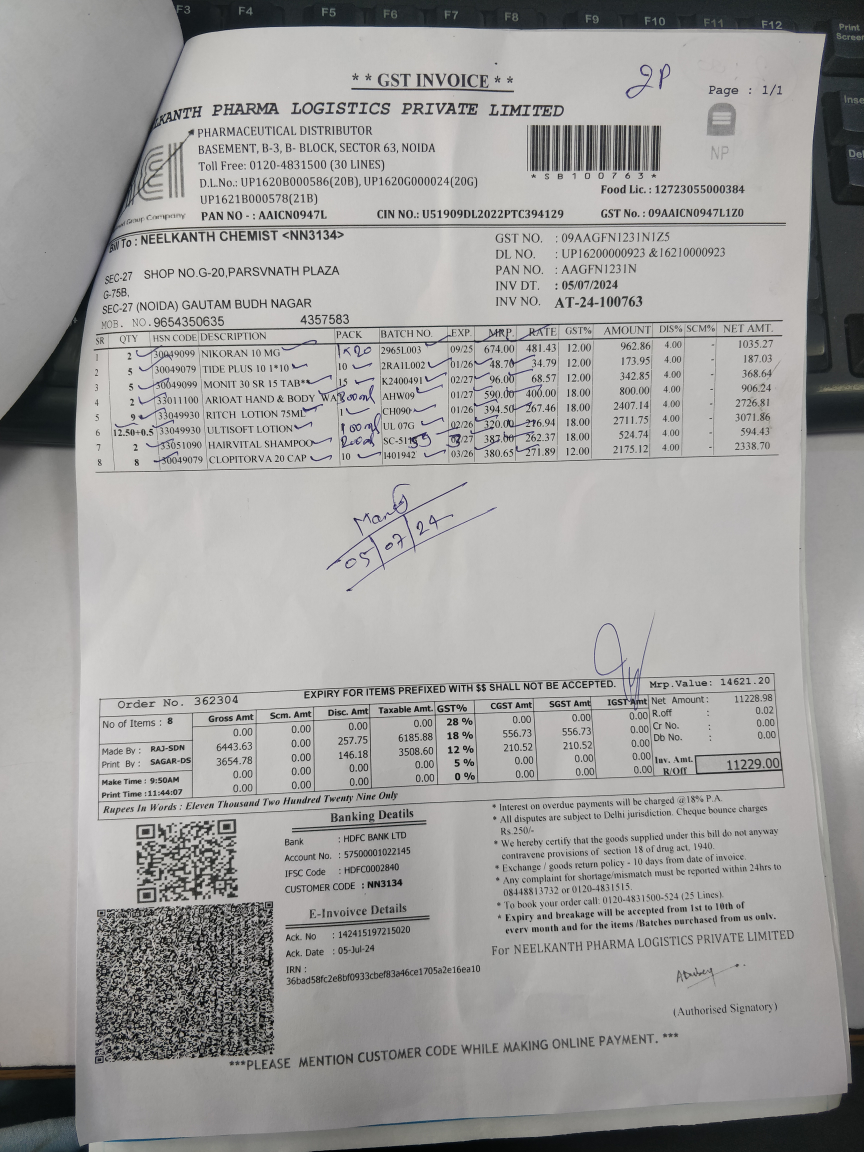 F3 F4 F5 F6 F7 F8 F9 F10 F11 F12 Print Screen
** GST INVOICE **
2P
Page : 1/1
LKANTH PHARMA LOGISTICS PRIVATE LIMITED
PHARMACEUTICAL DISTRIBUTOR
BASEMENT, B-3, B- BLOCK, SECTOR 63, NOIDA
Toll Free: 0120-4831500 (30 LINES)
D.L.No.: UP1620B000586(20B), UP1620G000024(20G)
UP1621B000578(21B)
Group Company
PAN NO - : AAICN0947L CIN NO.: U51909DL2022PTC394129 GST No. : 09AAICN0947L1Z0
NP
*SB100763*
Food Lic. : 12723055000384
Bill To : NEELKANTH CHEMIST <NN3134>
SEC-27 SHOP NO.G-20,PARSVNATH PLAZA
G-75B,
SEC-27 (NOIDA) GAUTAM BUDH NAGAR
MOB. NO. 9654350635 4357583
GST NO. : 09AAGFN1231N1Z5
DL NO. : UP16200000923 &16210000923
PAN NO. : AAGFN1231N
INV DT. : 05/07/2024
INV NO. AT-24-100763
SR QTY HSN CODE DESCRIPTION PACK BATCH NO. EXP. MRP. RATE GST% AMOUNT DIS% SCM% NET AMT.
1 2 30049099 NIKORAN 10 MG 1x20 2965L003 09/25 674.00 481.43 12.00 962.86 4.00 - 1035.27
2 5 30049079 TIDE PLUS 10 1*10 10 2RA1L002 01/26 48.70 34.79 12.00 173.95 4.00 - 187.03
3 5 30049099 MONIT 30 SR 15 TAB** 15 K2400491 02/27 96.00 68.57 12.00 342.85 4.00 - 368.64
4 2 33011100 ARIOAT HAND & BODY WA 300ml AHW09 01/27 590.00 400.00 18.00 800.00 4.00 - 906.24
5 9 33049930 RITCH LOTION 75ML 1 CH090 01/26 394.50 267.46 18.00 2407.14 4.00 - 2726.81
6 12.50+0.5 33049930 ULTISOFT LOTION 100ml UL 07G 02/26 320.00 216.94 18.00 2711.75 4.00 - 3071.86
7 2 33051090 HAIRVITAL SHAMPOO 200ml SC-51 /27 387.00 262.37 18.00 524.74 4.00 - 594.43
8 8 30049079 CLOPITORVA 20 CAP 10 I401942 03/26 380.65 271.89 12.00 2175.12 4.00 - 2338.70
05/07/24
Order No. 362304 EXPIRY FOR ITEMS PREFIXED WITH $$ SHALL NOT BE ACCEPTED. Mrp.Value: 14621.20
No of Items : 8 Gross Amt Scm. Amt Disc. Amt Taxable Amt. GST% CGST Amt SGST Amt IGST Amt Net Amount: 11228.98
0.00 0.00 0.00 0.00 28 % 0.00 0.00 0.00 R.off : 0.02
6443.63 0.00 257.75 6185.88 18 % 556.73 556.73 0.00 Cr No. : 0.00
Made By : RAJ-SDN 3654.78 0.00 146.18 3508.60 12 % 210.52 210.52 0.00 Db No. : 0.00
Print By : SAGAR-DS 0.00 0.00 0.00 0.00 5 % 0.00 0.00 0.00 Inv. Amt.
Make Time : 9:50AM 0.00 0.00 0.00 0.00 0 % 0.00 0.00 0.00 R/Off 11229.00
Print Time :11:44:07
Rupees In Words : Eleven Thousand Two Hundred Twenty Nine Only
Banking Deatils
Bank : HDFC BANK LTD
Account No. : 57500001022145
IFSC Code : HDFC0002840
CUSTOMER CODE : NN3134
E-Invoivce Details
Ack. No : 142415197215020
Ack. Date : 05-Jul-24
IRN :
36bad58fc2e8bf0933cbef83a46ce1705a2e16ea10
* Interest on overdue payments will be charged @18% P.A.
* All disputes are subject to Delhi jurisdiction. Cheque bounce charges
Rs.250/-
* We hereby certify that the goods supplied under this bill do not anyway
contravene provisions of section 18 of drug act, 1940.
* Exchange / goods return policy - 10 days from date of invoice.
* Any complaint for shortage/mismatch must be reported within 24hrs to
08448813732 or 0120-4831515.
* To book your order call: 0120-4831500-524 (25 Lines).
* Expiry and breakage will be accepted from 1st to 10th of
every month and for the items /Batches purchased from us only.
For NEELKANTH PHARMA LOGISTICS PRIVATE LIMITED
(Authorised Signatory)
***PLEASE MENTION CUSTOMER CODE WHILE MAKING ONLINE PAYMENT. ***